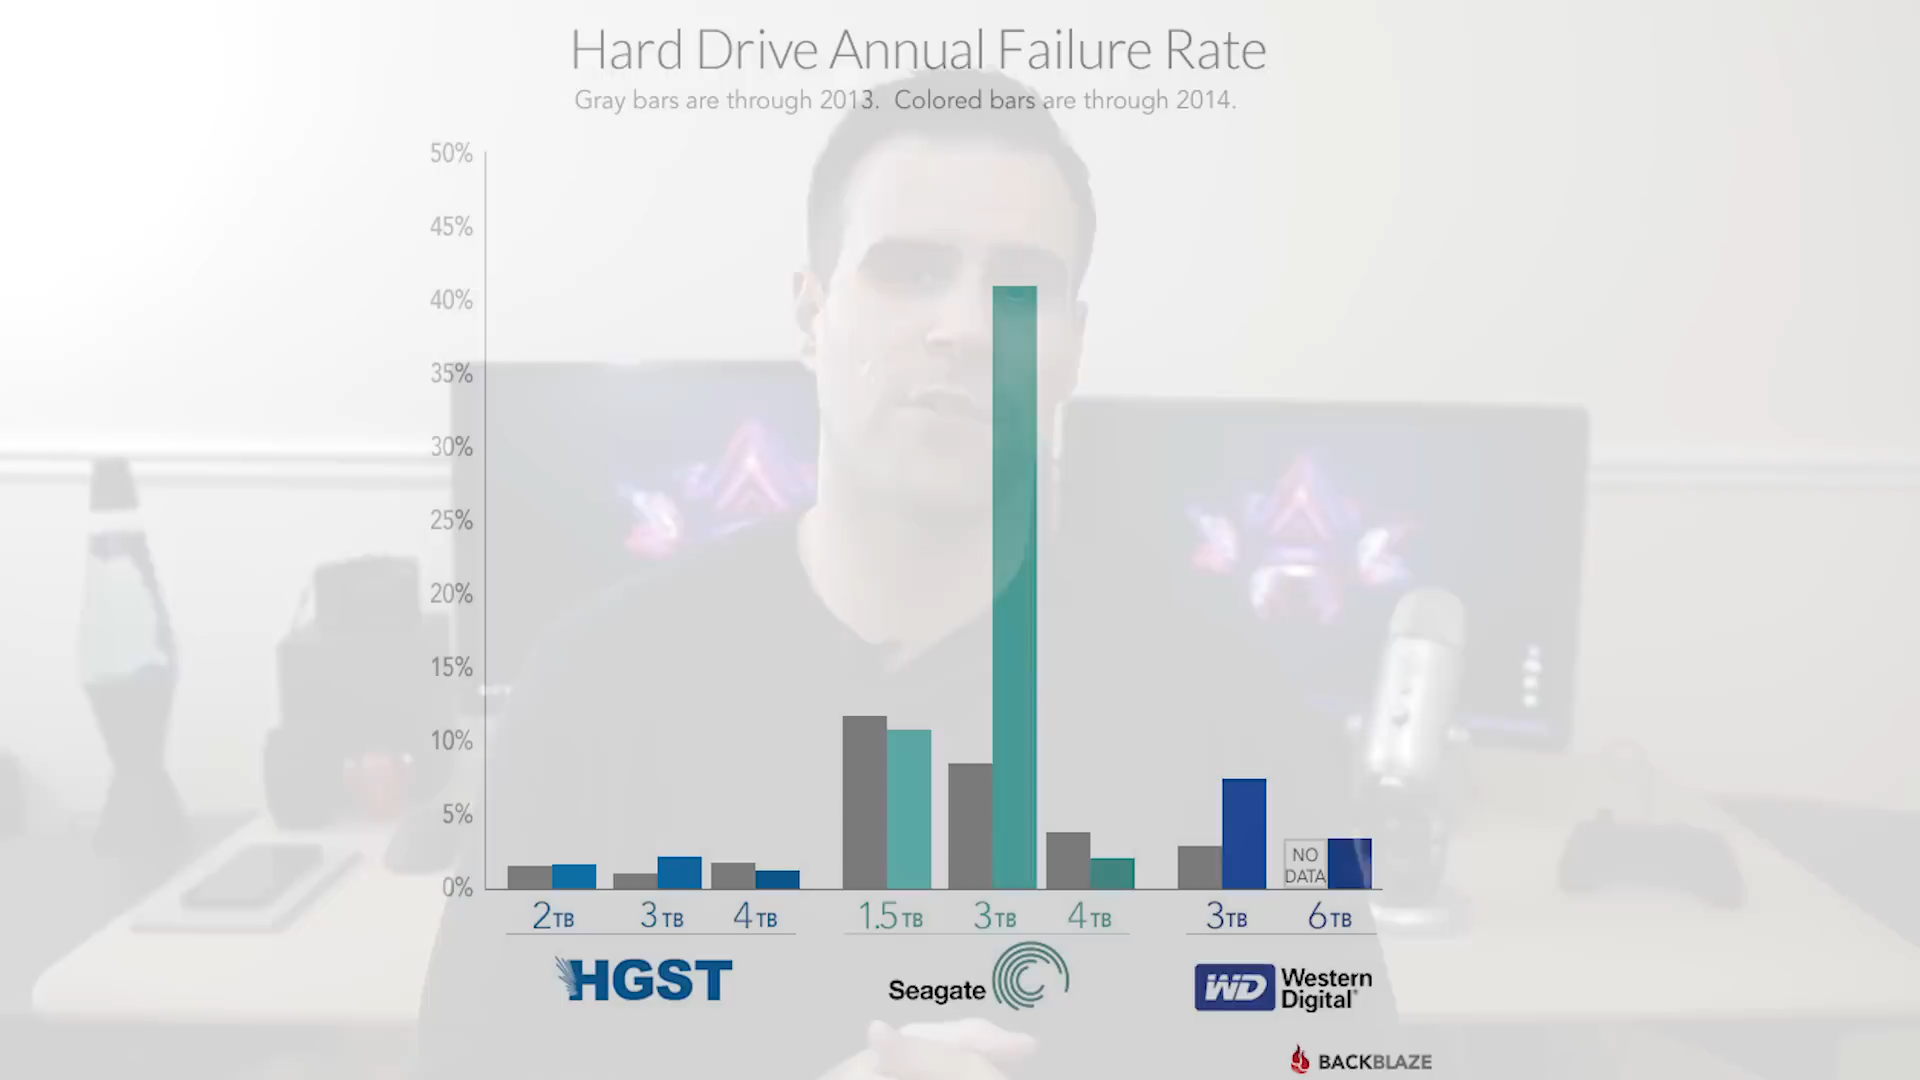 Hard Drive Annual Failure Rate
Gray bars are through 2013. Colored bars are through 2014.
50%
45%
40%
35%
30%
25%
20%
15%
10%
5%
0%
NO
DATA
2TB 3TB 4TB 1.5TB 3TB 4TB 3TB 6TB
HGST
Seagate
WD Western
Digital
BACKBLAZE